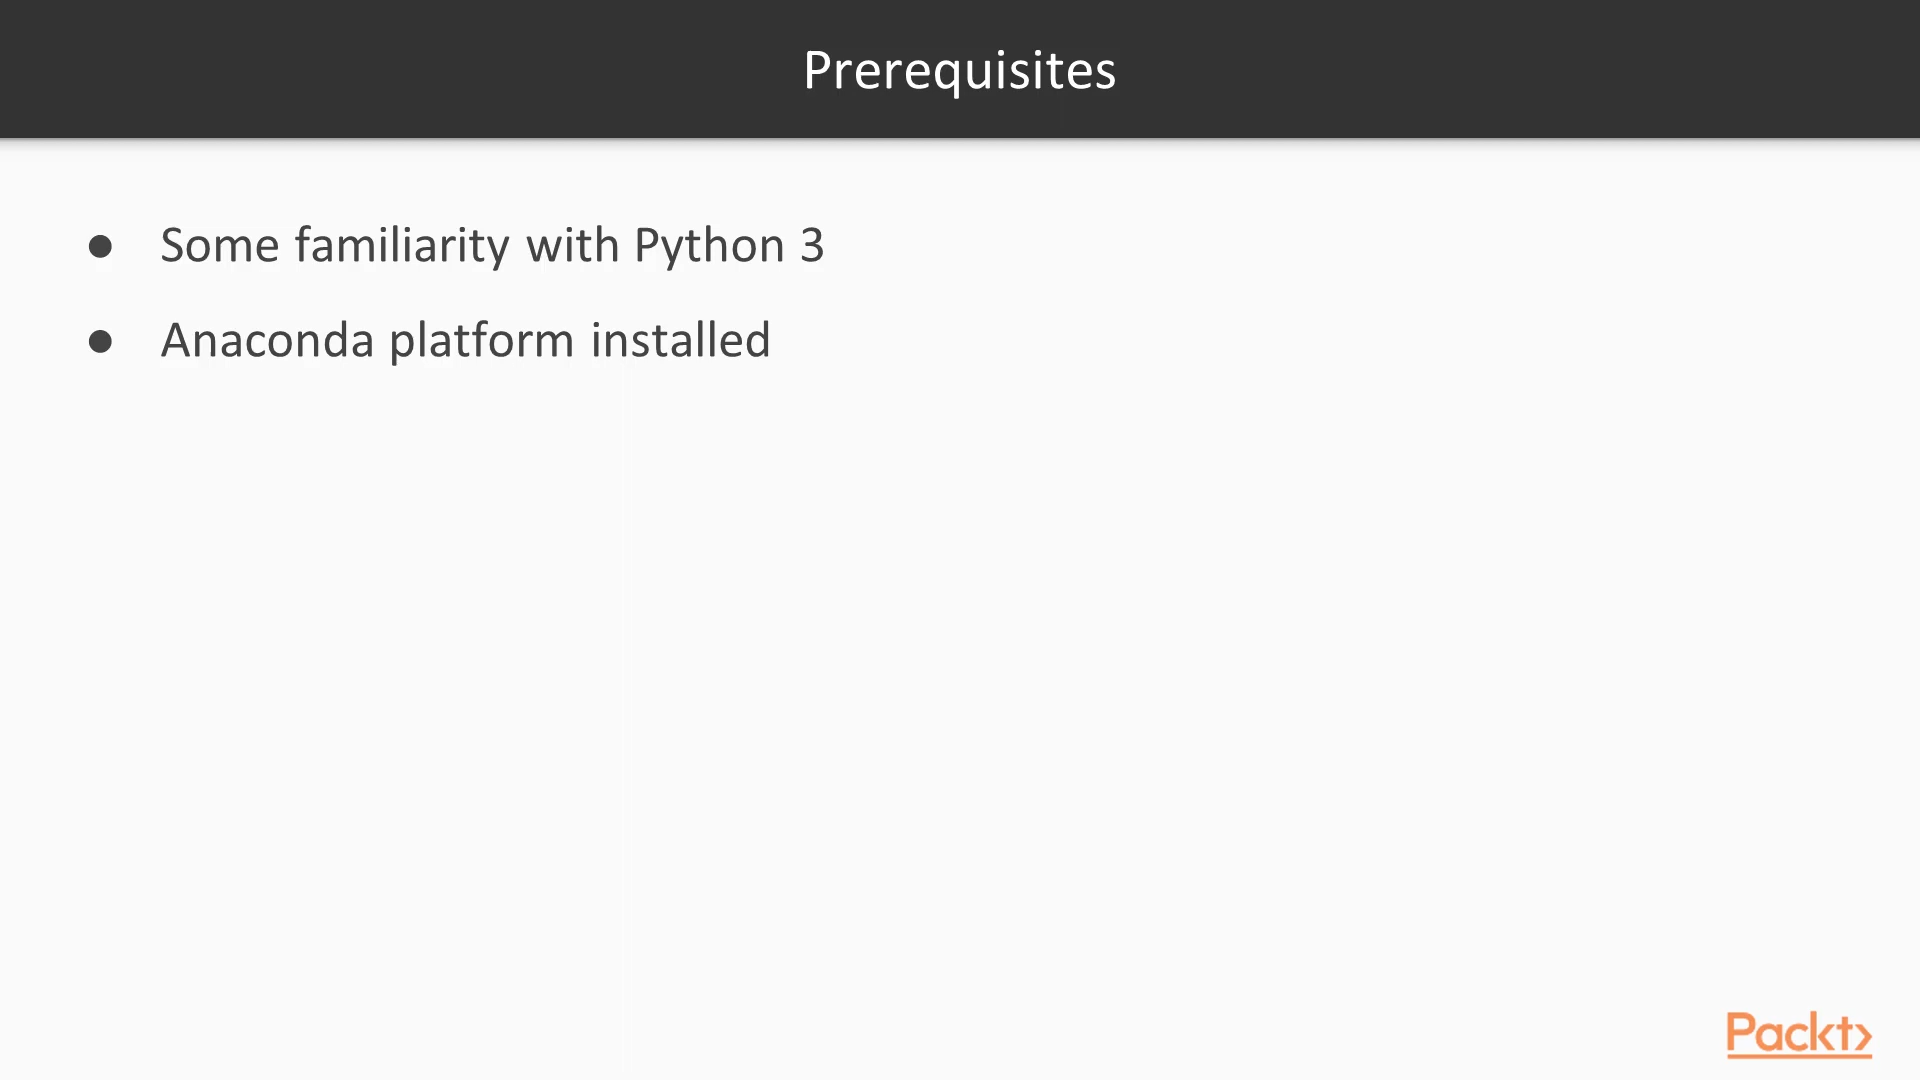 Prerequisites
● Some familiarity with Python 3
● Anaconda platform installed
Packt>